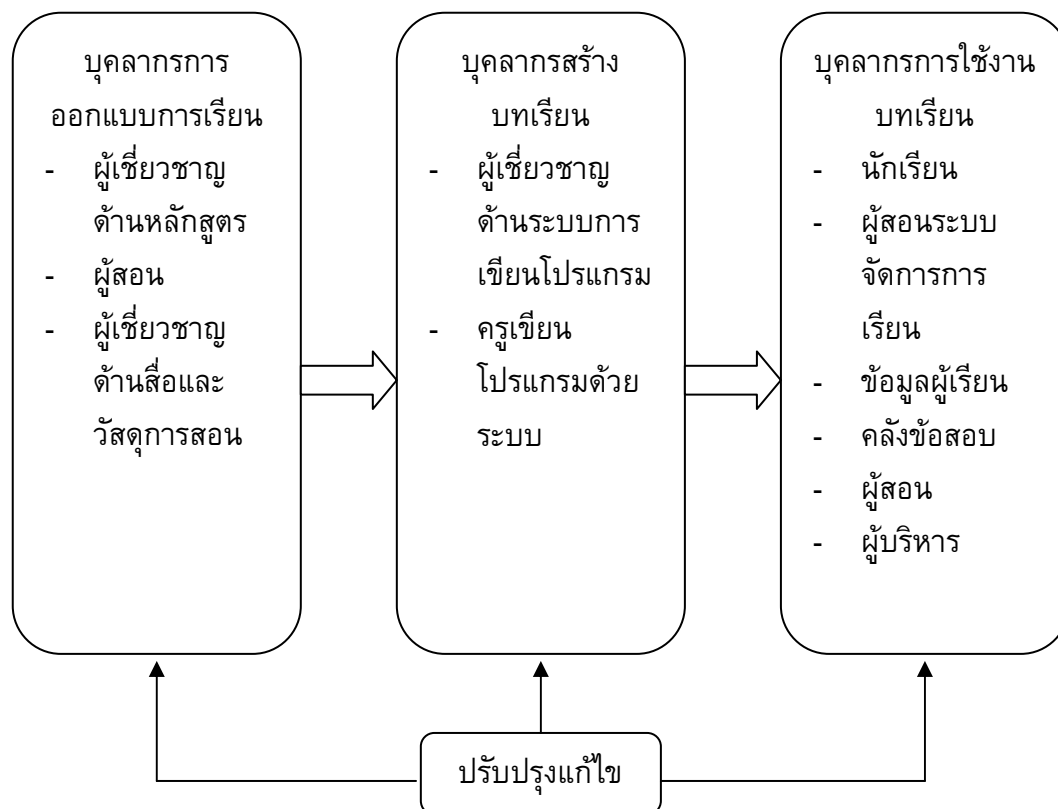 บุคลากรการ
ออกแบบการเรียน
- ผู้เชี่ยวชาญ
ด้านหลักสูตร
- ผู้สอน
- ผู้เชี่ยวชาญ
ด้านสื่อและ
วัสดุการสอน
บุคลากรสร้าง
บทเรียน
- ผู้เชี่ยวชาญ
ด้านระบบการ
เขียนโปรแกรม
- ครูเขียน
โปรแกรมด้วย
ระบบ
บุคลากรการใช้งาน
บทเรียน
- นักเรียน
- ผู้สอนระบบ
จัดการการ
เรียน
- ข้อมูลผู้เรียน
- คลังข้อสอบ
- ผู้สอน
- ผู้บริหาร
ปรับปรุงแก้ไข